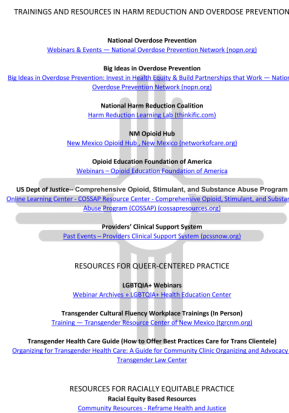 TRAININGS AND RESOURCES IN HARM REDUCTION AND OVERDOSE PREVENTION
National Overdose Prevention
Webinars & Events — National Overdose Prevention Network (nopn.org)
Big Ideas in Overdose Prevention
Big Ideas in Overdose Prevention: Invest in Health Equity & Build Partnerships that Work — Nation
Overdose Prevention Network (nopn.org)
National Harm Reduction Coalition
Harm Reduction Learning Lab (thinkific.com)
NM Opioid Hub
New Mexico Opioid Hub , New Mexico (networkofcare.org)
Opioid Education Foundation of America
Webinars – Opioid Education Foundation of America
US Dept of Justice-- Comprehensive Opioid, Stimulant, and Substance Abuse Program
Online Learning Center - COSSAP Resource Center - Comprehensive Opioid, Stimulant, and Substan
Abuse Program (COSSAP) (cossapresources.org)
Providers' Clinical Support System
Past Events – Providers Clinical Support System (pcssnow.org)
RESOURCES FOR QUEER-CENTERED PRACTICE
LGBTQIA+ Webinars
Webinar Archives » LGBTQIA+ Health Education Center
Transgender Cultural Fluency Workplace Trainings (In Person)
Training — Transgender Resource Center of New Mexico (tgrcnm.org)
Transgender Health Care Guide (How to Offer Best Practices Care for Trans Clientele)
Organizing for Transgender Health Care: A Guide for Community Clinic Organizing and Advocacy
Transgender Law Center
RESOURCES FOR RACIALLY EQUITABLE PRACTICE
Racial Equity Based Resources
Community Resources - Reframe Health and Justice